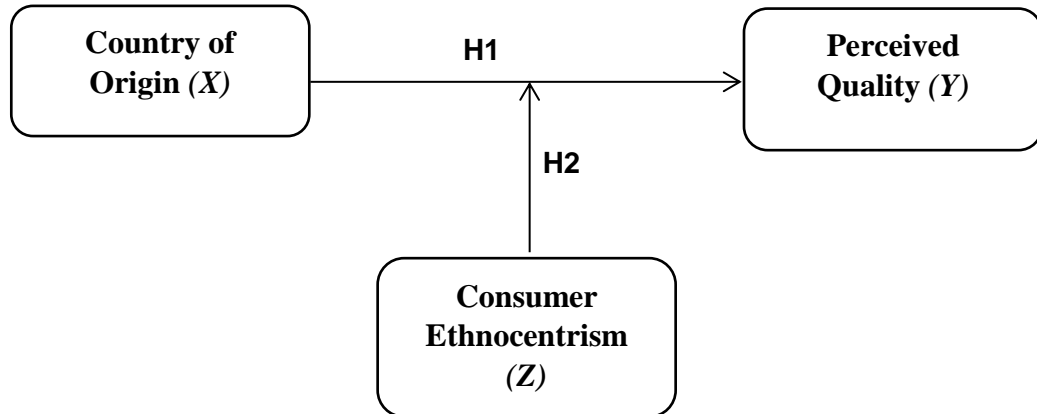 Country of
Origin (X)
H1
Perceived
Quality (Y)
H2
Consumer
Ethnocentrism
(Z)